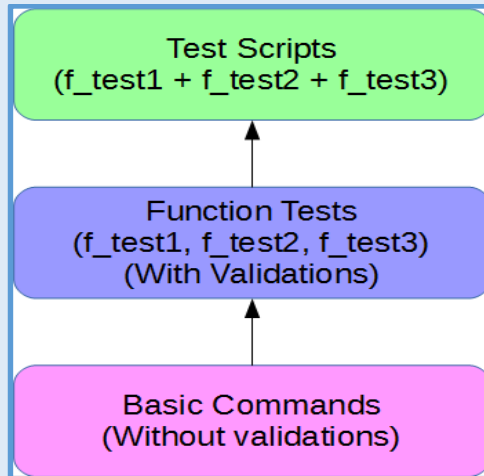 Test Scripts
(f_test1 + f_test2 + f_test3)
Function Tests
(f_test1, f_test2, f_test3)
(With Validations)
Basic Commands
(Without validations)